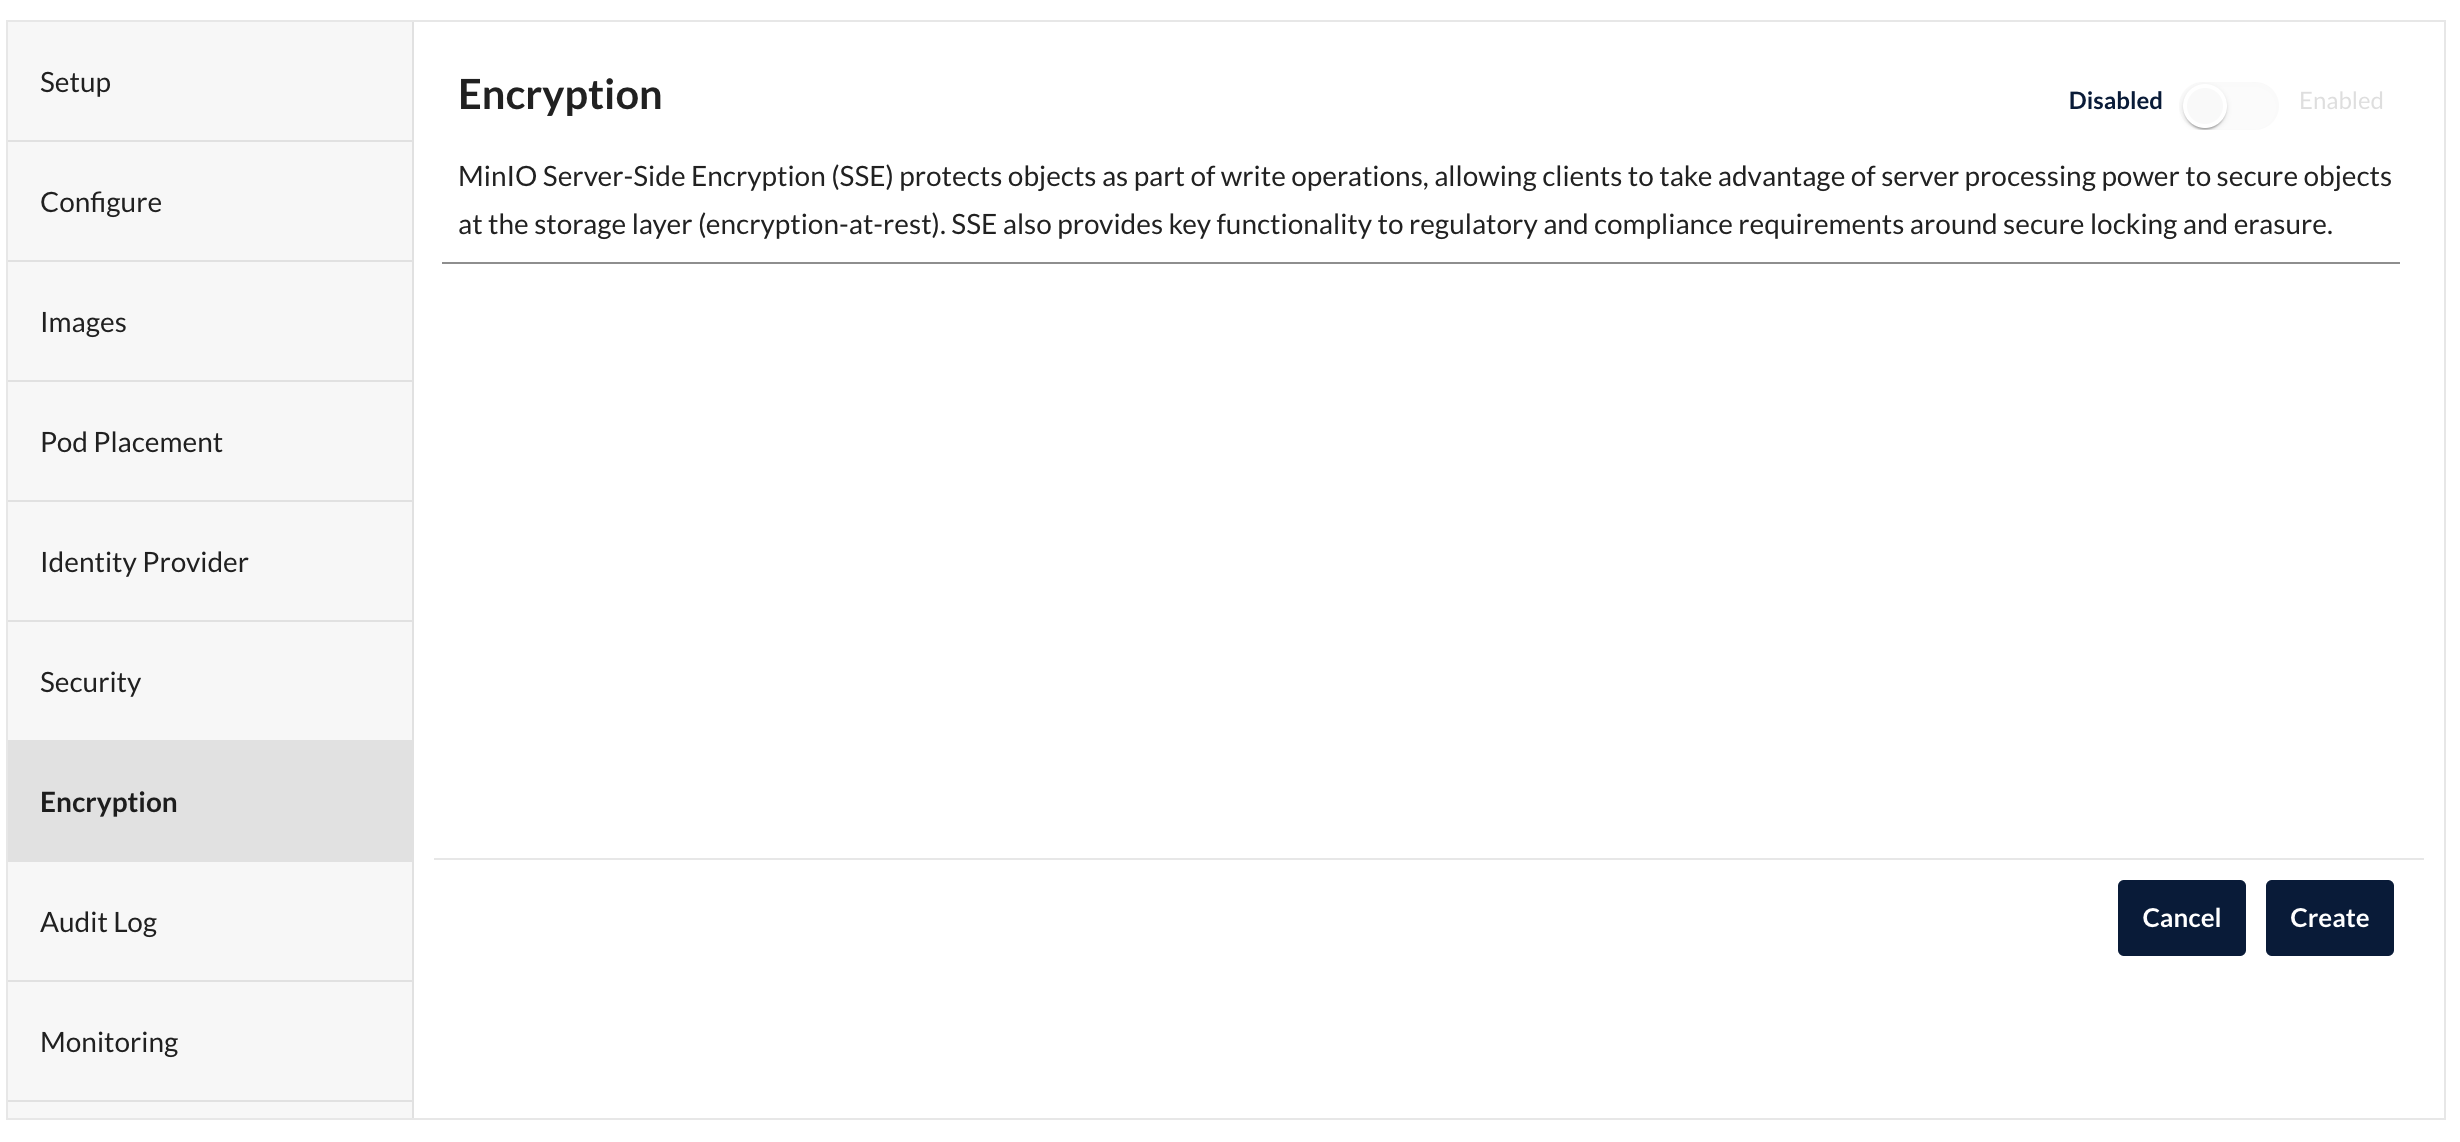 Setup
Configure
Images
Pod Placement
Identity Provider
Security
Encryption
Audit Log
Monitoring
Encryption
Disabled
Enabled
MinIO Server-Side Encryption (SSE) protects objects as part of write operations, allowing clients to take advantage of server processing power to secure objects
at the storage layer (encryption-at-rest). SSE also provides key functionality to regulatory and compliance requirements around secure locking and erasure.
Cancel
Create